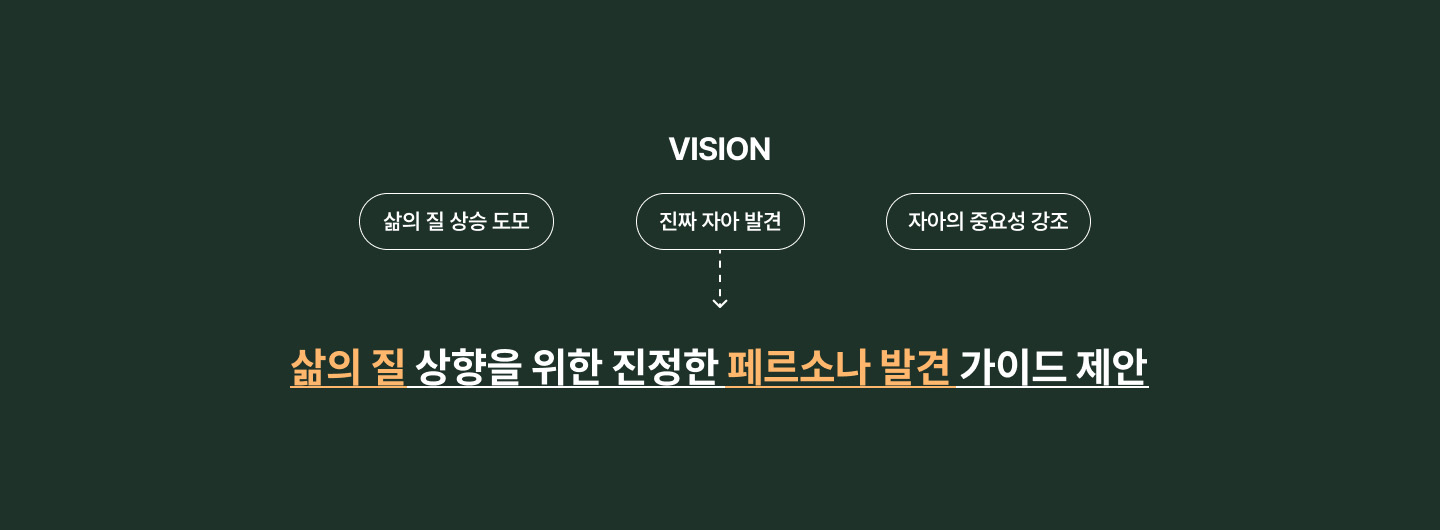 VISION
삶의 질 상승 도모
진짜 자아 발견
자아의 중요성 강조
삶의 질 상향을 위한 진정한 페르소나 발견 가이드 제안